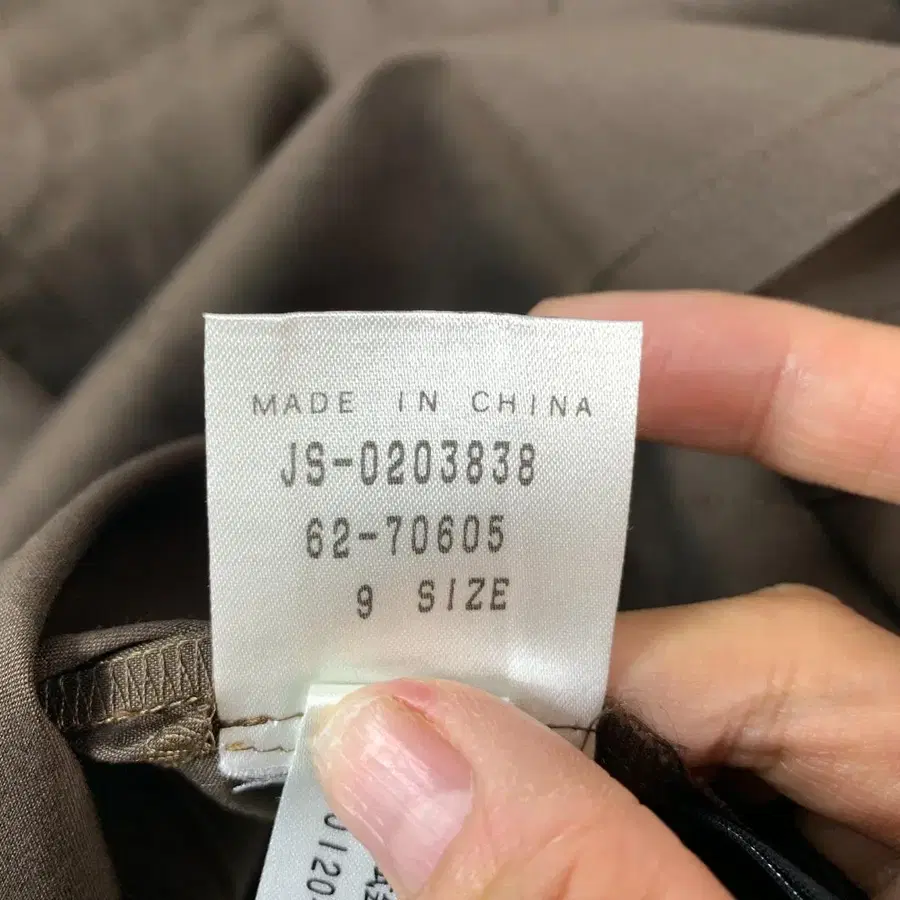 MADE IN CHINA
JS-0203838
62-70605
9 SIZE